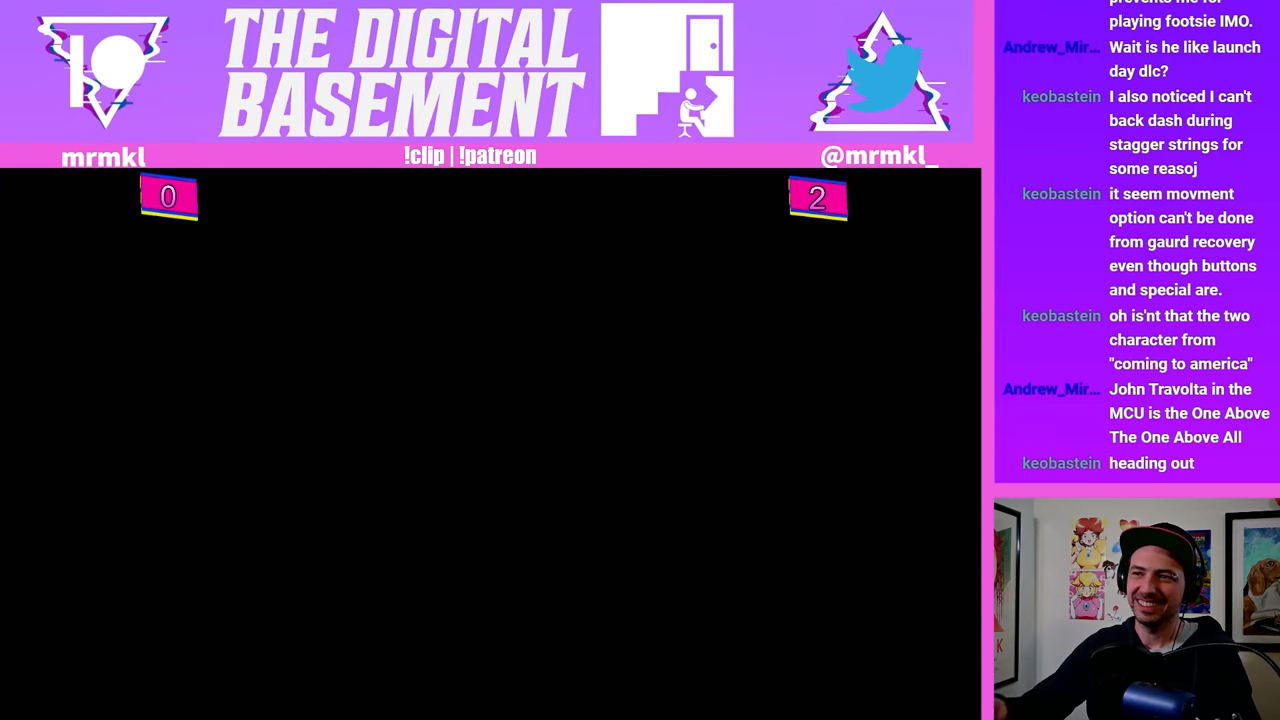 THE DIGITAL
BASEMENT
mrmkl
!clip | !patreon
@mrmkl_
0
2
playing footsie IMO.
Andrew_Mir... Wait is he like launch
day dlc?
keobastein I also noticed I can't
back dash during
stagger strings for
some reasoj
keobastein it seem movment
option can't be done
from gaurd recovery
even though buttons
and special are.
keobastein oh is'nt that the two
character from
"coming to america"
Andrew_Mir... John Travolta in the
MCU is the One Above
The One Above All
keobastein heading out